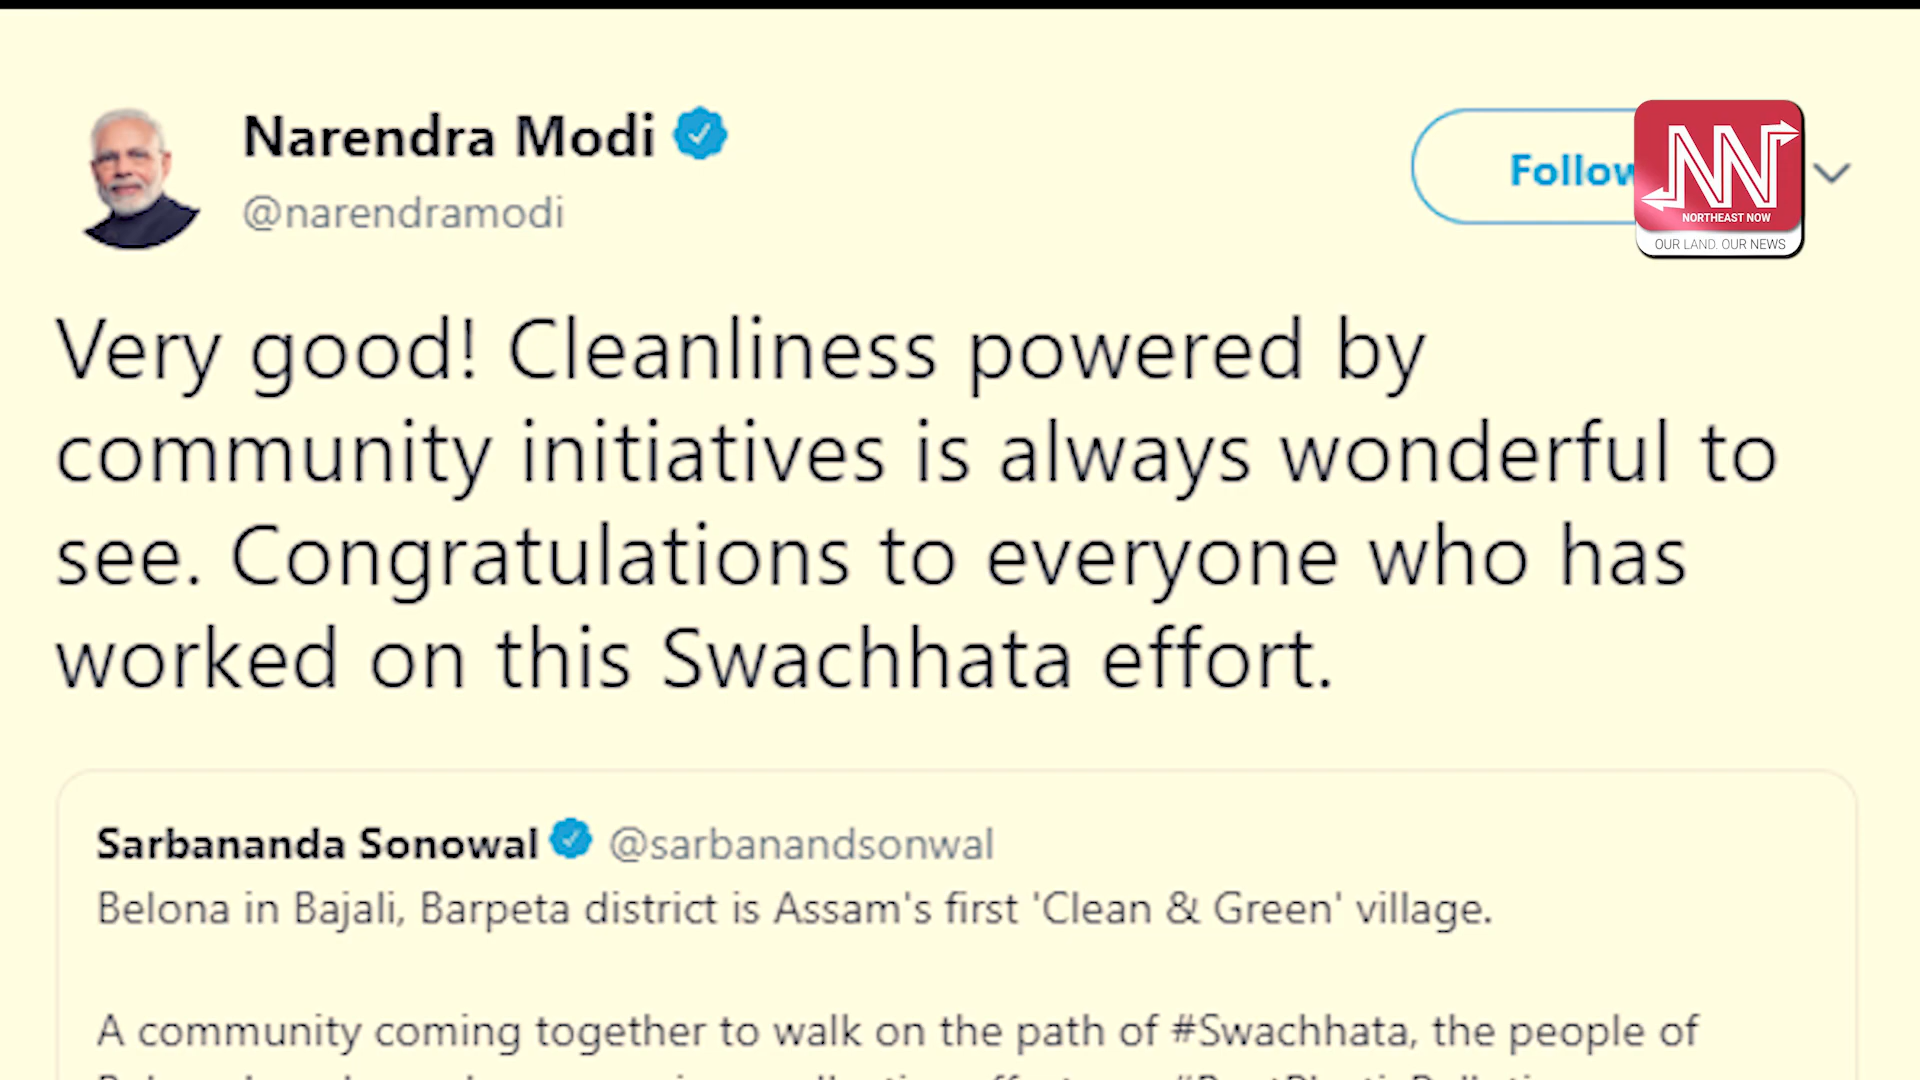 Narendra Modi
@narendramodi
Follow
NORTHEAST NOW
OUR LAND. OUR NEWS
Very good! Cleanliness powered by
community initiatives is always wonderful to
see. Congratulations to everyone who has
worked on this Swachhata effort.
Sarbananda Sonowal @sarbanandsonwal
Belona in Bajali, Barpeta district is Assam's first 'Clean & Green' village.
A community coming together to walk on the path of #Swachhata, the people of